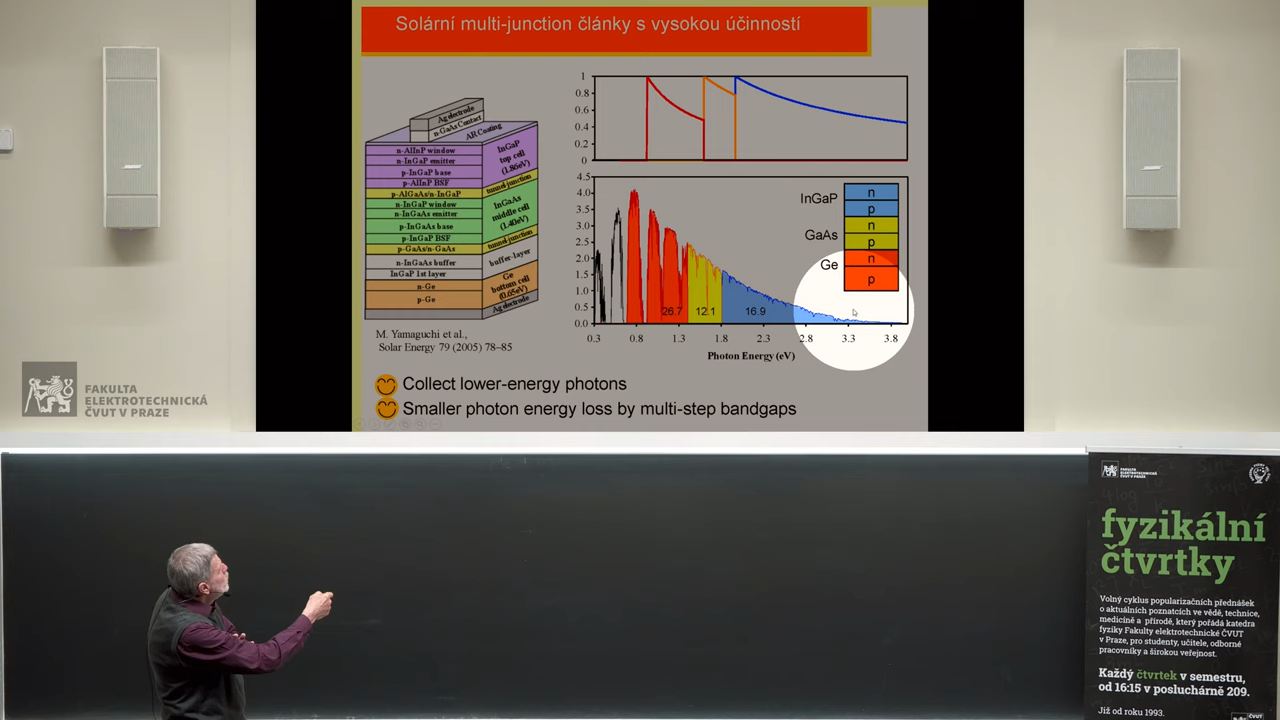 Solární multi-junction články s vysokou účinností
Ag electrode
n-GaAs Contact
AR Coating
n-AlInP window
n-InGaP emitter
p-InGaP base
p-AlInP BSF
p-AlGaAs/n-InGaP
n-InGaP window
n-InGaAs emitter
p-InGaAs base
p-InGaP BSF
p-GaAs/n-GaAs
n-InGaAs buffer
InGaP 1st layer
n-Ge
p-Ge
InGaP
top cell
(1.86eV)
tunnel-junction
InGaAs
middle cell
(1.40eV)
tunnel-junction
buffer-layer
Ge
bottom cell
(0.65eV)
Ag electrode
M. Yamaguchi et al.,
Solar Energy 79 (2005) 78–85
1
0.8
0.6
0.4
0.2
0
4.5
4.0
3.5
3.0
2.5
2.0
1.5
1.0
0.5
0.0
InGaP
n
p
GaAs
n
p
Ge
n
p
26.7 12.1 16.9
0.3 0.8 1.3 1.8 2.3 2.8 3.3 3.8
Photon Energy (eV)
Collect lower-energy photons
Smaller photon energy loss by multi-step bandgaps
FAKULTA
ELEKTROTECHNICKÁ
ČVUT V PRAZE
FAKULTA
ELEKTROTECHNICKÁ
ČVUT V PRAZE
fyzikální
čtvrtky
Volný cyklus popularizačních přednášek
o aktuálních poznatcích ve vědě, technice,
medicíně a přírodě, který pořádá katedra
fyziky Fakulty elektrotechnické ČVUT
v Praze, pro studenty, učitele, odborné
pracovníky a širokou veřejnost.
Každý čtvrtek v semestru,
od 16:15 v posluchárně 209.
Již od roku 1993.